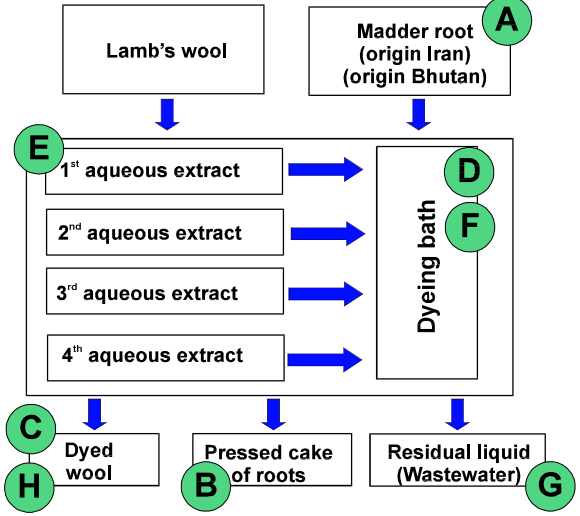 Lamb's wool
Madder root
(origin Iran)
(origin Bhutan)
A
E
1st aqueous extract
2nd aqueous extract
3rd aqueous extract
4th aqueous extract
Dyeing bath
D
F
C
H
Dyed
wool
Pressed cake
of roots
B
Residual liquid
(Wastewater)
G